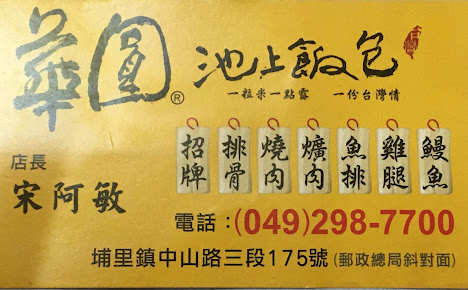 華圓® 池上飯包
一粒米一點露 一份台灣情
招牌 排骨 燒肉 爌肉 魚排 雞腿 鰻魚
店長
宋阿敏
電話：(049)298-7700
埔里鎮中山路三段175號(郵政總局斜對面)